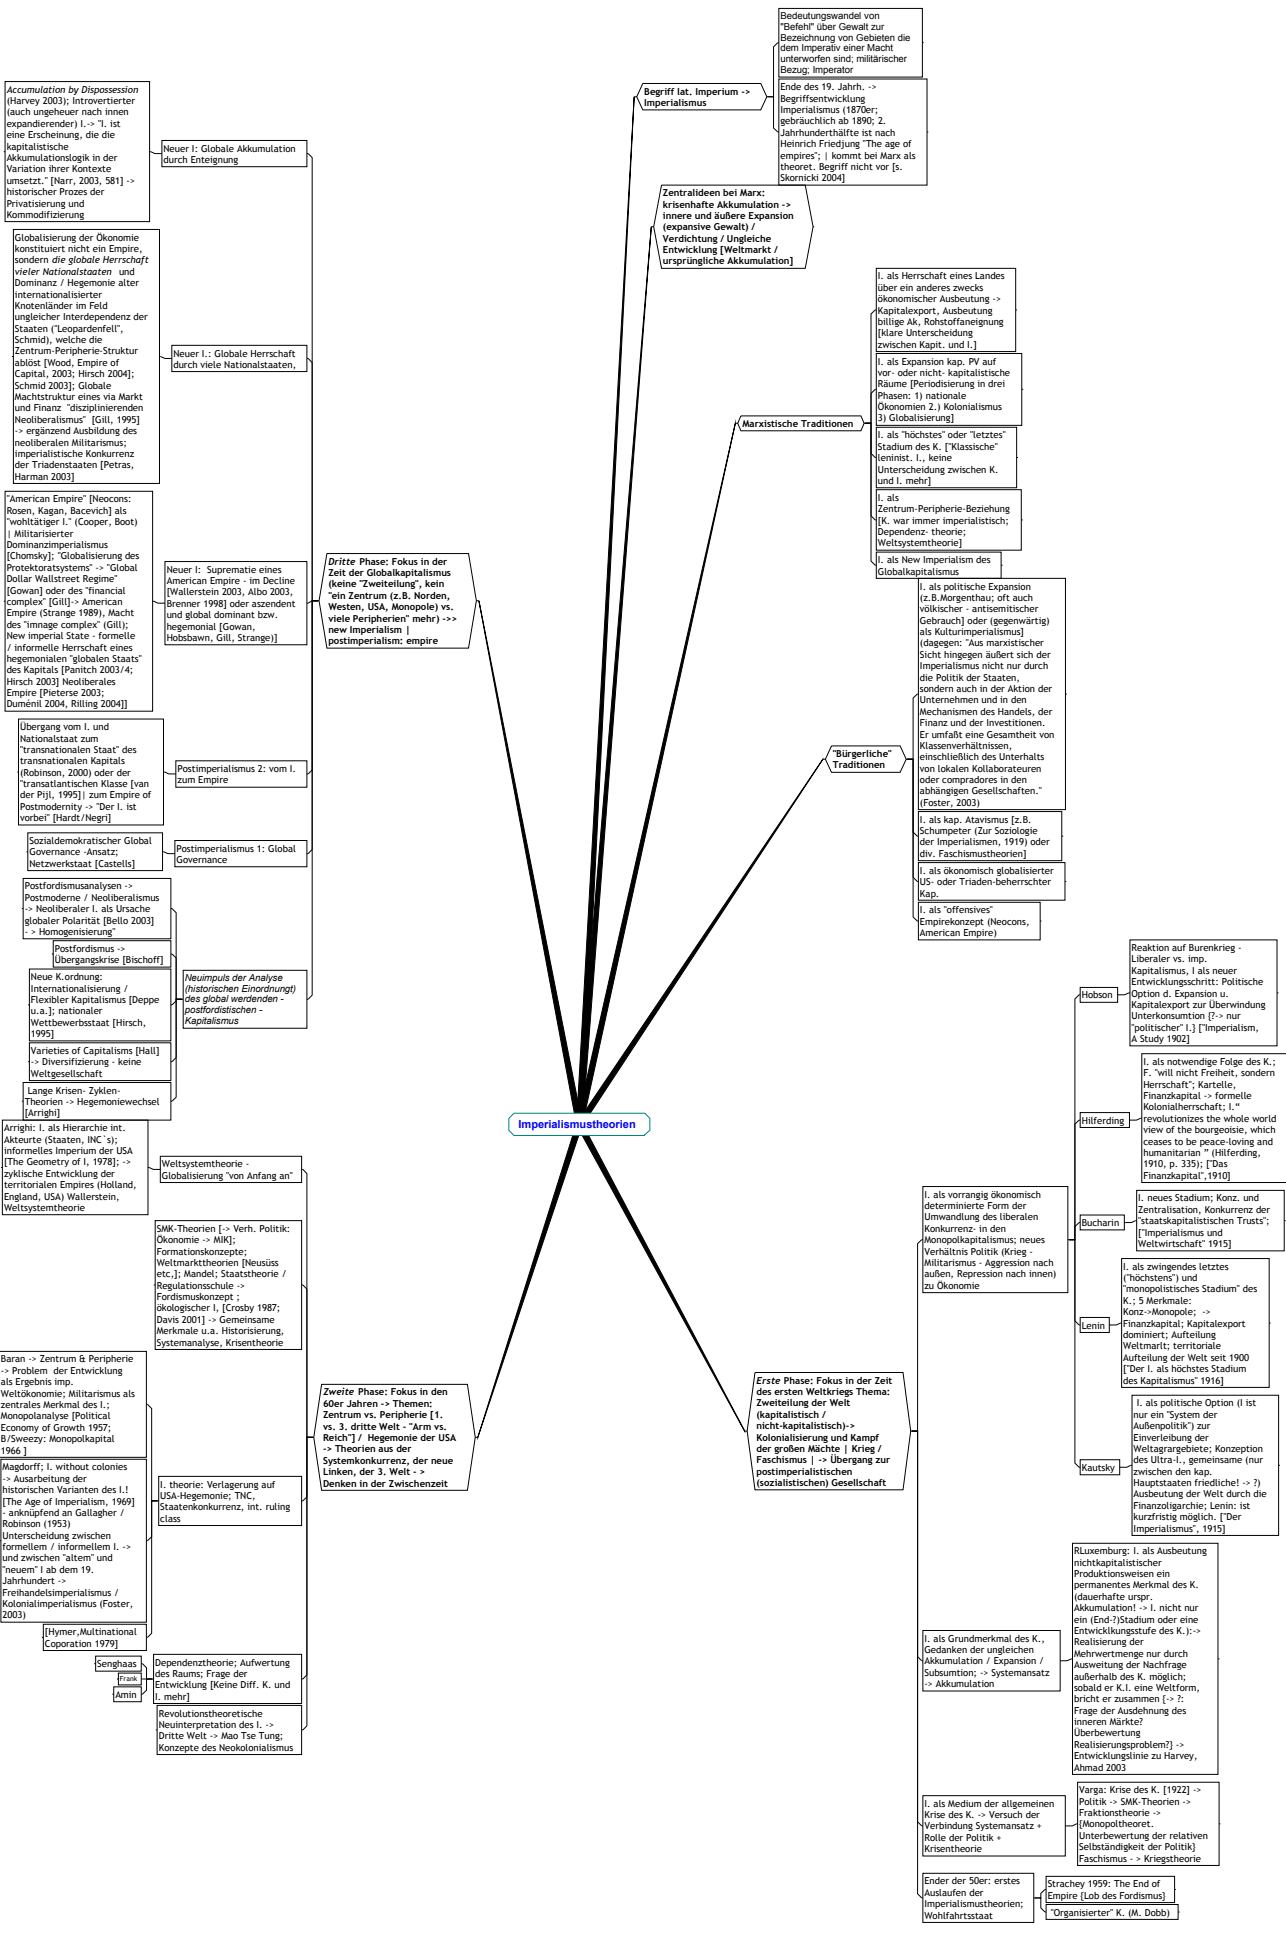 Imperialismustheorien
Begriff lat. Imperium ->
Imperialismus
Bedeutungswandel von
"Befehl" über Gewalt zur
Bezeichnung von Gebieten die
dem Imperativ einer Macht
unterworfen sind; militärischer
Bezug; Imperator
Ende des 19. Jahrh. ->
Begriffsentwicklung
Imperialismus (1870er;
gebräuchlich ab 1890; 2.
Jahrhunderthälfte ist nach
Heinrich Friedjung "The age of
empires"; | kommt bei Marx als
theoret. Begriff nicht vor [s.
Skornicki 2004]
Zentralideen bei Marx:
krisenhafte Akkumulation ->
innere und äußere Expansion
(expansive Gewalt) /
Verdichtung / Ungleiche
Entwicklung [Weltmarkt /
ursprüngliche Akkumulation]
Marxistische Traditionen
I. als Herrschaft eines Landes
über ein anderes zwecks
ökonomischer Ausbeutung ->
Kapitalexport, Ausbeutung
billige Ak, Rohstoffaneignung
[klare Unterscheidung
zwischen Kapit. und I.]
I. als Expansion kap. PV auf
vor- oder nicht- kapitalistische
Räume [Periodisierung in drei
Phasen: 1) nationale
Ökonomien 2.) Kolonialismus
3) Globalisierung]
I. als "höchstes" oder "letztes"
Stadium des K. ["Klassische"
leninist. I., keine
Unterscheidung zwischen K.
und I. mehr]
I. als
Zentrum-Peripherie-Beziehung
[K. war immer imperialistisch;
Dependenz- theorie;
Weltsystemtheorie]
I. als New Imperialism des
Globalkapitalismus
"Bürgerliche"
Traditionen
I. als politische Expansion
(z.B.Morgenthau; oft auch
völkischer - antisemitischer
Gebrauch] oder (gegenwärtig)
als Kulturimperialismus]
(dagegen: "Aus marxistischer
Sicht hingegen äußert sich der
Imperialismus nicht nur durch
die Politik der Staaten,
sondern auch in der Aktion der
Unternehmen und in den
Mechanismen des Handels, der
Finanz und der Investitionen.
Er umfaßt eine Gesamtheit von
Klassenverhältnissen,
einschließlich des Unterhalts
von lokalen Kollaborateuren
oder compradores in den
abhängigen Gesellschaften."
(Foster, 2003)
I. als kap. Atavismus [z.B.
Schumpeter (Zur Soziologie
der Imperialismen, 1919) oder
div. Faschismustheorien]
I. als ökonomisch globalisierter
US- oder Triaden-beherrschter
Kap.
I. als "offensives"
Empirekonzept (Neocons,
American Empire)
Erste Phase: Fokus in der Zeit
des ersten Weltkriegs Thema:
Zweiteilung der Welt
(kapitalistisch /
nicht-kapitalistisch)->
Kolonialisierung und Kampf
der großen Mächte | Krieg /
Faschismus | -> Übergang zur
postimperialistischen
(sozialistischen) Gesellschaft
I. als vorrangig ökonomisch
determinierte Form der
Umwandlung des liberalen
Konkurrenz- in den
Monopolkapitalismus; neues
Verhältnis Politik (Krieg -
Militarismus - Aggression nach
außen, Repression nach innen)
zu Ökonomie
Hobson
Reaktion auf Burenkrieg -
Liberaler vs. imp.
Kapitalismus, I als neuer
Entwicklungsschritt: Politische
Option d. Expansion u.
Kapitalexport zur Überwindung
Unterkonsumtion {?-> nur
"politischer" I.} ["Imperialism,
A Study 1902]
Hilferding
I. als notwendige Folge des K.;
F. "will nicht Freiheit, sondern
Herrschaft"; Kartelle,
Finanzkapital -> formelle
Kolonialherrschaft; I.“
revolutionizes the whole world
view of the bourgeoisie, which
ceases to be peace-loving and
humanitarian ” (Hilferding,
1910, p. 335); ["Das
Finanzkapital",1910]
Bucharin
I. neues Stadium; Konz. und
Zentralisation, Konkurrenz der
"staatskapitalistischen Trusts";
["Imperialismus und
Weltwirtschaft" 1915]
Lenin
I. als zwingendes letztes
("höchstens") und
"monopolistisches Stadium" des
K.; 5 Merkmale:
Konz->Monopole; ->
Finanzkapital; Kapitalexport
dominiert; Aufteilung
Weltmarlt; territoriale
Aufteilung der Welt seit 1900
["Der I. als höchstes Stadium
des Kapitalismus" 1916]
Kautsky
I. als politische Option (I ist
nur ein "System der
Außenpolitik") zur
Einverleibung der
Weltagrargebiete; Konzeption
des Ultra-I., gemeinsame (nur
zwischen den kap.
Hauptstaaten friedliche! -> ?)
Ausbeutung der Welt durch die
Finanzoligarchie; Lenin: ist
kurzfristig möglich. ["Der
Imperialismus", 1915]
I. als Grundmerkmal des K.,
Gedanken der ungleichen
Akkumulation / Expansion /
Subsumtion; -> Systemansatz
-> Akkumulation
RLuxemburg: I. als Ausbeutung
nichtkapitalistischer
Produktionsweisen ein
permanentes Merkmal des K.
(dauerhafte urspr.
Akkumulation! -> I. nicht nur
ein (End-?)Stadium oder eine
Entwicklkungsstufe des K.):->
Realisierung der
Mehrwertmenge nur durch
Ausweitung der Nachfrage
außerhalb des K. möglich;
sobald er K.I. eine Weltform,
bricht er zusammen {-> ?:
Frage der Ausdehnung des
inneren Märkte?
Überbewertung
Realisierungsproblem?} ->
Entwicklungslinie zu Harvey,
Ahmad 2003
I. als Medium der allgemeinen
Krise des K. -> Versuch der
Verbindung Systemansatz +
Rolle der Politik +
Krisentheorie
Varga: Krise des K. [1922] ->
Politik -> SMK-Theorien ->
Fraktionstheorie ->
{Monopoltheoret.
Unterbewertung der relativen
Selbständigkeit der Politik}
Faschismus - > Kriegstheorie
Ender der 50er: erstes
Auslaufen der
Imperialismustheorien;
Wohlfahrtsstaat
Strachey 1959: The End of
Empire {Lob des Fordismus}
"Organisierter" K. (M. Dobb)
Zweite Phase: Fokus in den
60er Jahren -> Themen:
Zentrum vs. Peripherie [1.
vs. 3. dritte Welt - "Arm vs.
Reich"] / Hegemonie der USA
-> Theorien aus der
Systemkonkurrenz, der neue
Linken, der 3. Welt - >
Denken in der Zwischenzeit
Weltsystemtheorie -
Globalisierung "von Anfang an"
Arrighi: I. als Hierarchie int.
Akteurte (Staaten, INC`s);
informelles Imperium der USA
[The Geometry of I, 1978]; ->
zyklische Entwicklung der
territorialen Empires (Holland,
England, USA) Wallerstein,
Weltsystemtheorie
SMK-Theorien [-> Verh. Politik:
Ökonomie -> MIK];
Formationskonzepte;
Weltmarkttheorien [Neusüss
etc,]; Mandel; Staatstheorie /
Regulationsschule ->
Fordismuskonzept ;
ökologischer I, [Crosby 1987;
Davis 2001] -> Gemeinsame
Merkmale u.a. Historisierung,
Systemanalyse, Krisentheorie
I. theorie: Verlagerung auf
USA-Hegemonie; TNC,
Staatenkonkurrenz, int. ruling
class
Baran -> Zentrum & Peripherie
-> Problem der Entwicklung
als Ergebnis imp.
Weltökonomie; Militarismus als
zentrales Merkmal des I.;
Monopolanalyse [Political
Economy of Growth 1957;
B/Sweezy: Monopolkapital
1966 ]
Magdorff; I. without colonies
-> Ausarbeitung der
historischen Varianten des I.!
[The Age of Imperialism, 1969]
- anknüpfend an Gallagher /
Robinson (1953)
Unterscheidung zwischen
formellem / informellem I. ->
und zwischen "altem" und
"neuem" I ab dem 19.
Jahrhundert ->
Freihandelsimperialismus /
Kolonialimperialismus (Foster,
2003)
[Hymer,Multinational
Coporation 1979]
Dependenztheorie; Aufwertung
des Raums; Frage der
Entwicklung [Keine Diff. K. und
I. mehr]
Senghaas
Frank
Amin
Revolutionstheoretische
Neuinterpretation des I. ->
Dritte Welt -> Mao Tse Tung;
Konzepte des Neokolonialismus
Dritte Phase: Fokus in der
Zeit der Globalkapitalismus
(keine "Zweiteilung", kein
"ein Zentrum (z.B. Norden,
Westen, USA, Monopole) vs.
viele Peripherien" mehr) ->>
new Imperialism |
postimperialism: empire
Neuer I: Globale Akkumulation
durch Enteignung
Accumulation by Dispossession
(Harvey 2003); Introvertierter
(auch ungeheuer nach innen
expandierender) I.-> "I. ist
eine Erscheinung, die die
kapitalistische
Akkumulationslogik in der
Variation ihrer Kontexte
umsetzt." [Narr, 2003, 581] ->
historischer Prozes der
Privatisierung und
Kommodifizierung
Neuer I.: Globale Herrschaft
durch viele Nationalstaaten,
Globalisierung der Ökonomie
konstituiert nicht ein Empire,
sondern die globale Herrschaft
vieler Nationalstaaten und
Dominanz / Hegemonie alter
internationalisierter
Knotenländer im Feld
ungleicher Interdependenz der
Staaten ("Leopardenfell",
Schmid), welche die
Zentrum-Peripherie-Struktur
ablöst [Wood, Empire of
Capital, 2003; Hirsch 2004];
Schmid 2003]; Globale
Machtstruktur eines via Markt
und Finanz "disziplinierenden
Neoliberalismus" [Gill, 1995]
-> ergänzend Ausbildung des
neoliberalen Militarismus;
imperialistische Konkurrenz
der Triadenstaaten [Petras,
Harman 2003]
Neuer I: Suprematie eines
American Empire - im Decline
[Wallerstein 2003, Albo 2003,
Brenner 1998] oder aszendent
und global dominant bzw.
hegemonial [Gowan,
Hobsbawn, Gill, Strange)]
"American Empire" [Neocons:
Rosen, Kagan, Bacevich] als
"wohltätiger I." (Cooper, Boot)
| Militarisierter
Dominanzimperialismus
[Chomsky]; "Globalisierung des
Protektoratsystems" -> "Global
Dollar Wallstreet Regime"
[Gowan] oder des "financial
complex" [Gill]-> American
Empire (Strange 1989), Macht
des "imnage complex" (Gill);
New imperial State - formelle
/ informelle Herrschaft eines
hegemonialen "globalen Staats"
des Kapitals [Panitch 2003/4;
Hirsch 2003] Neoliberales
Empire [Pieterse 2003;
Duménil 2004, Rilling 2004]]
Postimperialismus 2: vom I.
zum Empire
Übergang vom I. und
Nationalstaat zum
"transnationalen Staat" des
transnationalen Kapitals
(Robinson, 2000) oder der
"transatlantischen Klasse [van
der Pijl, 1995]| zum Empire of
Postmodernity -> "Der I. ist
vorbei" [Hardt/Negri]
Postimperialismus 1: Global
Governance
Sozialdemokratischer Global
Governance -Ansatz;
Netzwerkstaat [Castells]
Neuimpuls der Analyse
(historischen Einordnungt)
des global werdenden -
postfordistischen -
Kapitalismus
Postfordismusanalysen ->
Postmoderne / Neoliberalismus
-> Neoliberaler I. als Ursache
globaler Polarität [Bello 2003]
- > Homogenisierung"
Postfordismus ->
Übergangskrise [Bischoff]
Neue K.ordnung:
Internationalisierung /
Flexibler Kapitalismus [Deppe
u.a.]; nationaler
Wettbewerbsstaat [Hirsch,
1995]
Varieties of Capitalisms [Hall]
-> Diversifizierung - keine
Weltgesellschaft
Lange Krisen- Zyklen-
Theorien -> Hegemoniewechsel
[Arrighi]